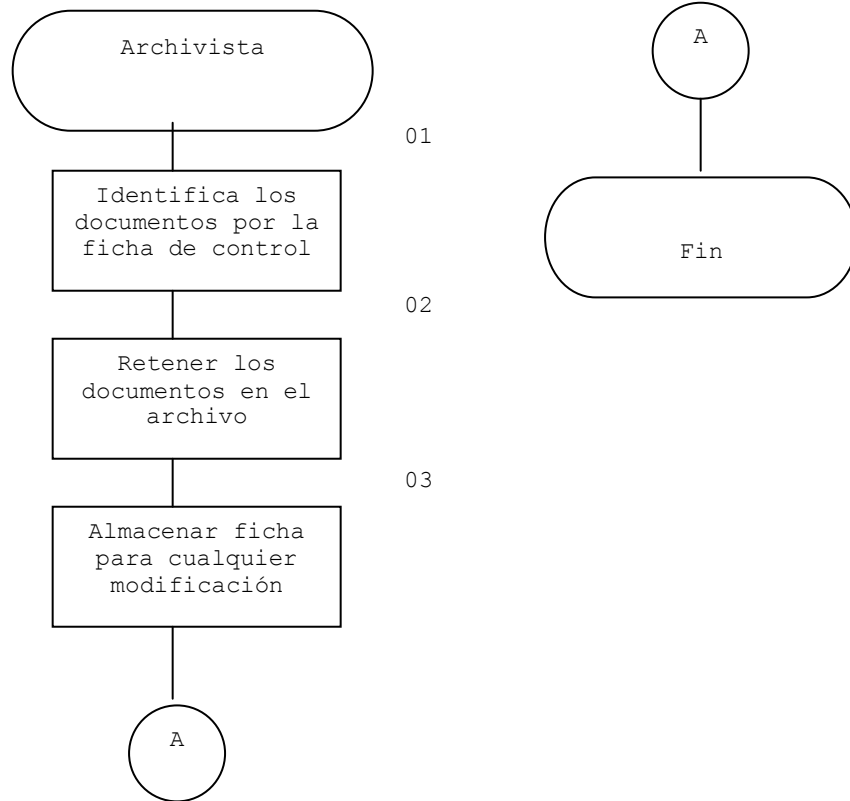 Archivista
01
Identifica los
documentos por la
ficha de control
02
Retener los
documentos en el
archivo
03
Almacenar ficha
para cualquier
modificación
A
A
Fin